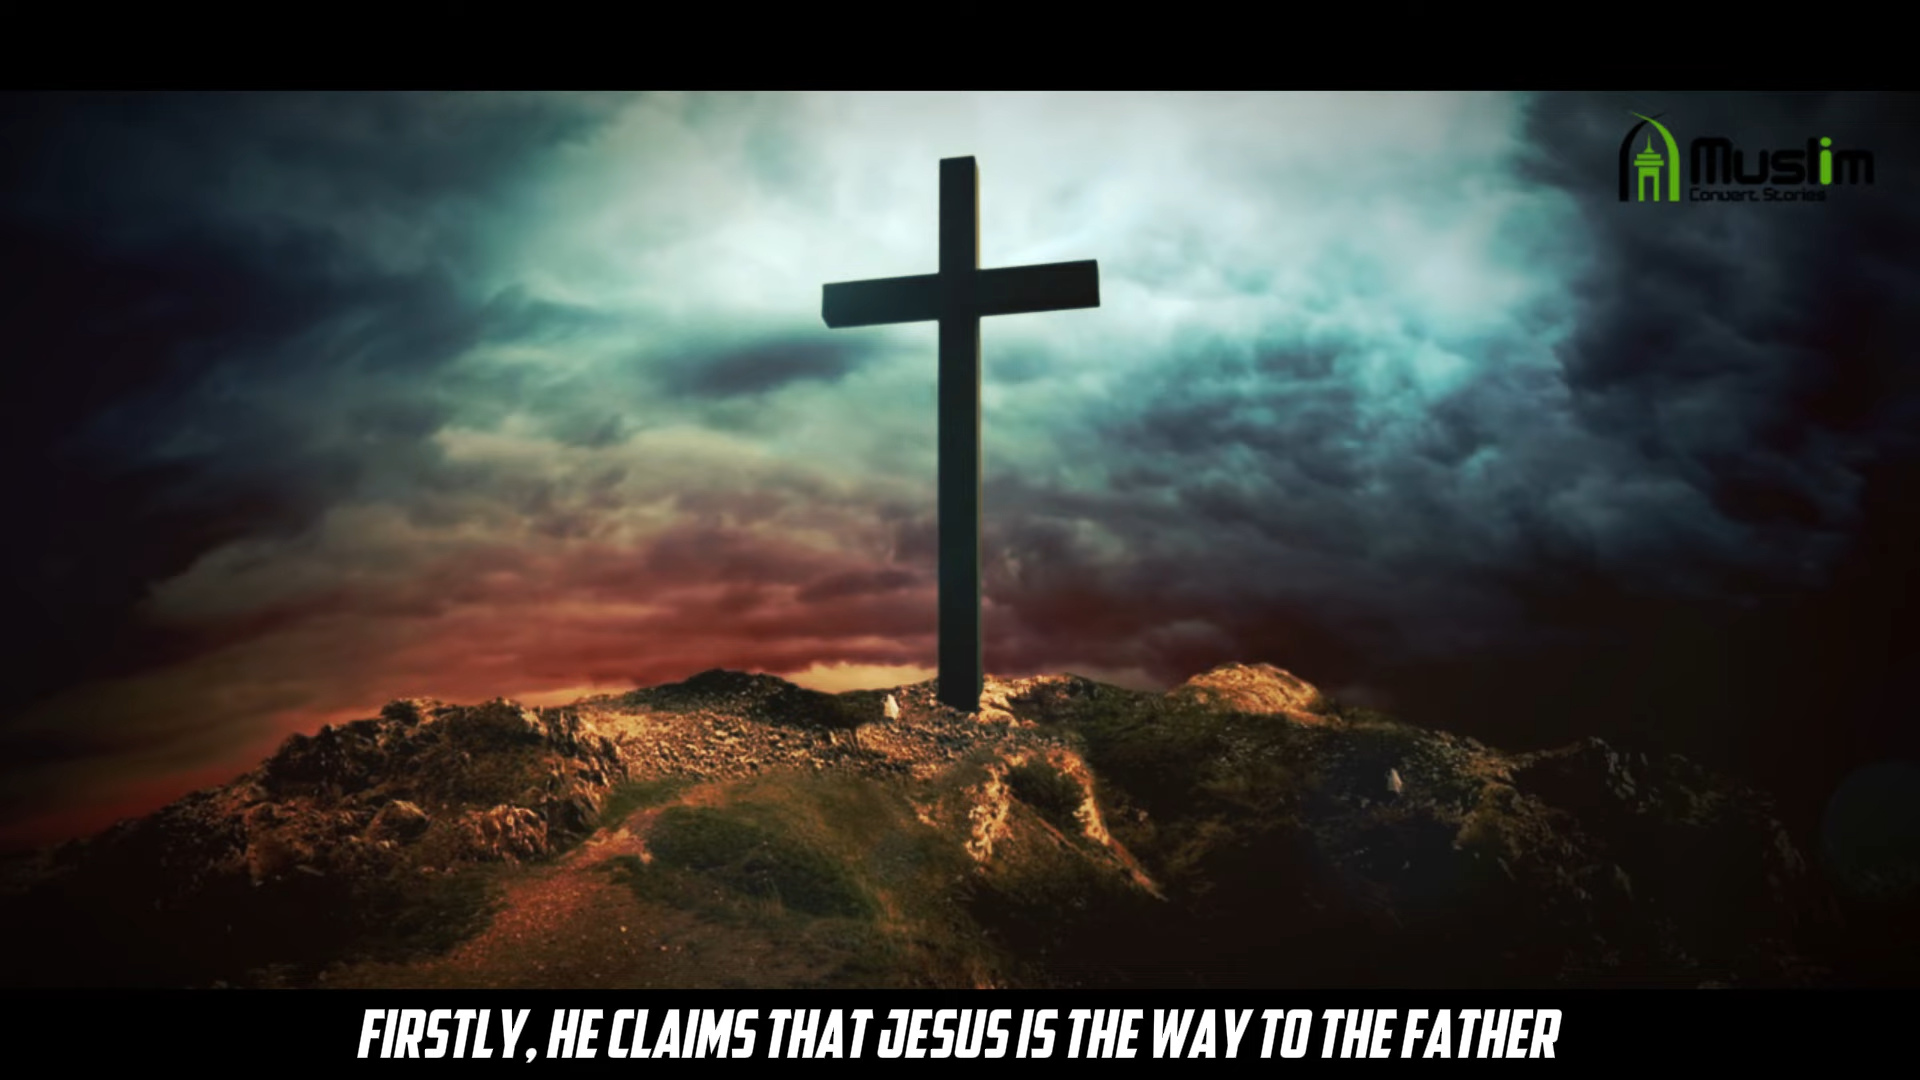 Muslim
Convert Stories
FIRSTLY, HE CLAIMS THAT JESUS IS THE WAY TO THE FATHER